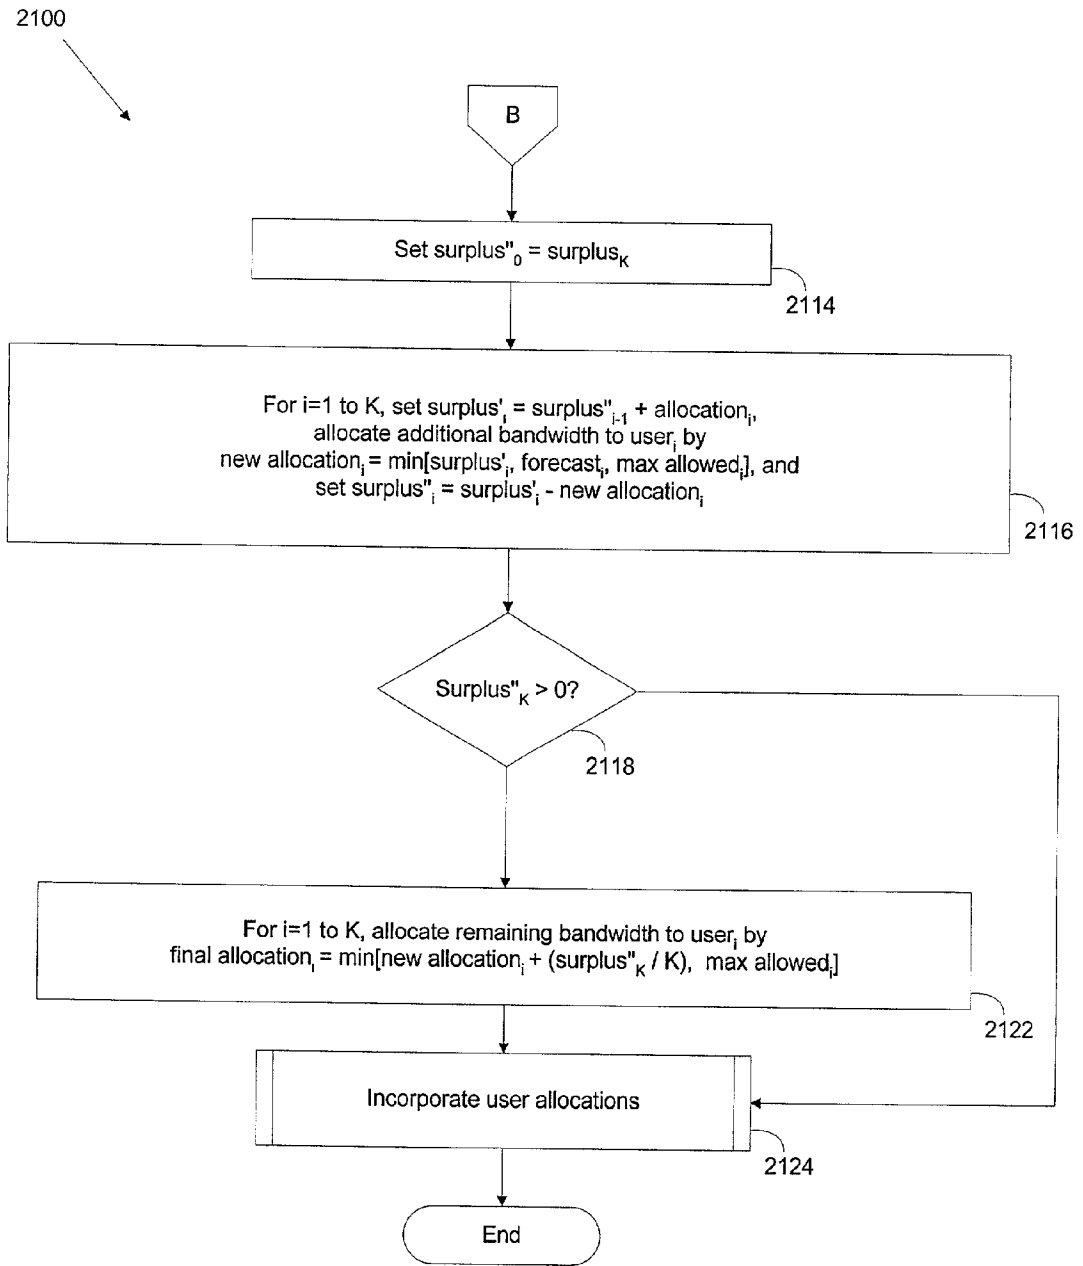 2100
B
Set surplus"₀ = surplus_K
2114
For i=1 to K, set surplus'ᵢ = surplus"ᵢ₋₁ + allocationᵢ,
allocate additional bandwidth to userᵢ by
new allocationᵢ = min[surplus'ᵢ, forecastᵢ, max allowedᵢ], and
set surplus"ᵢ = surplus'ᵢ - new allocationᵢ
2116
Surplus"_K > 0?
2118
For i=1 to K, allocate remaining bandwidth to userᵢ by
final allocationᵢ = min[new allocationᵢ + (surplus"_K / K), max allowedᵢ]
2122
Incorporate user allocations
2124
End